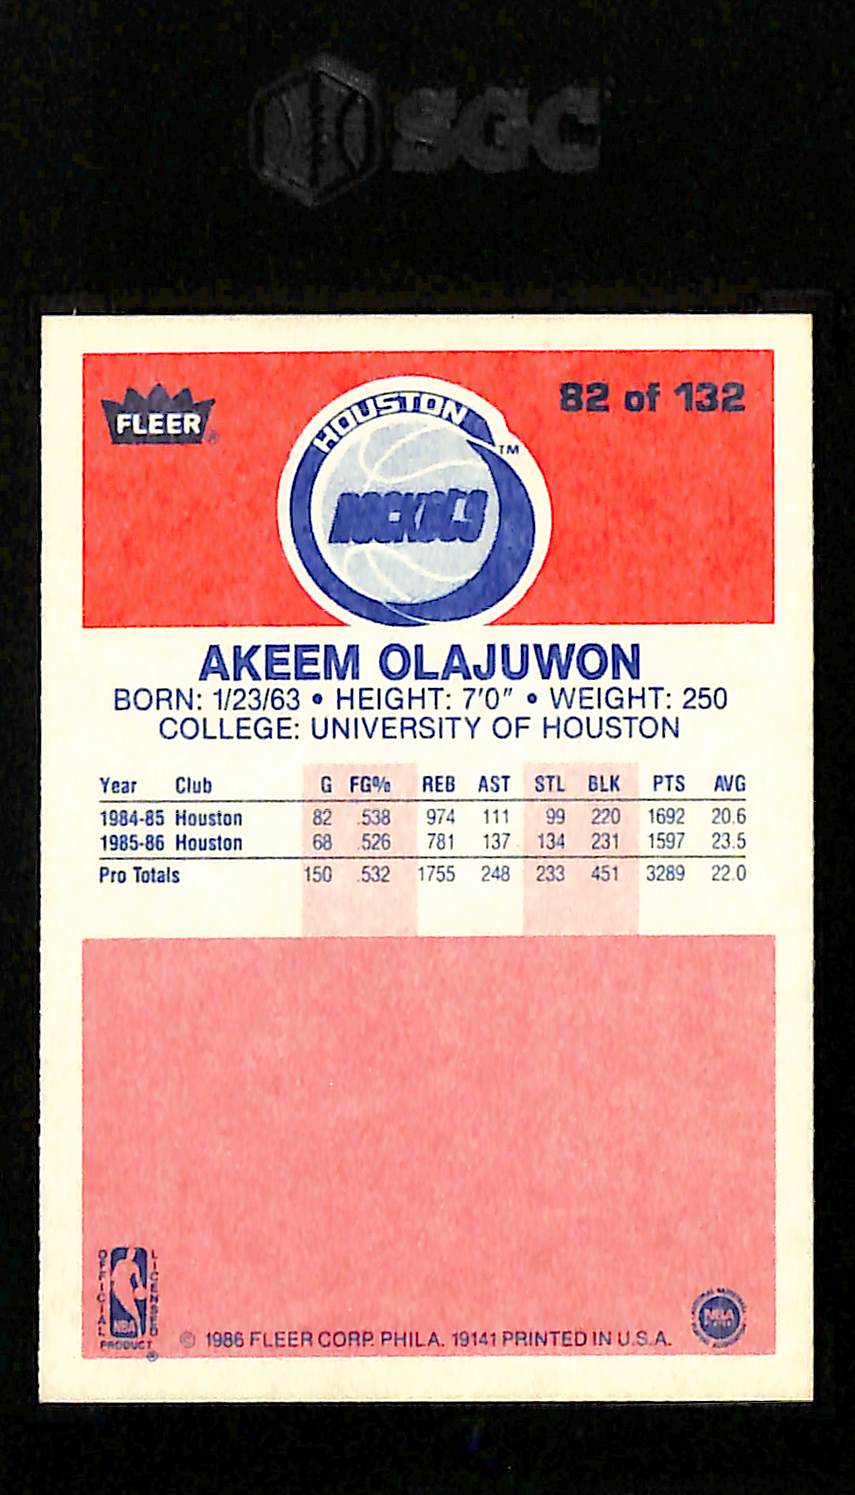 SGC
FLEER®
HOUSTON
ROCKETS
TM
82 of 132
AKEEM OLAJUWON
BORN: 1/23/63 • HEIGHT: 7'0" • WEIGHT: 250
COLLEGE: UNIVERSITY OF HOUSTON
Year Club G FG% REB AST STL BLK PTS AVG
1984-85 Houston 82 .538 974 111 99 220 1692 20.6
1985-86 Houston 68 .526 781 137 134 231 1597 23.5
Pro Totals 150 .532 1755 248 233 451 3289 22.0
OFFICIAL
LICENSED
NBA
PRODUCT
®
© 1986 FLEER CORP. PHILA. 19141 PRINTED IN U.S.A.